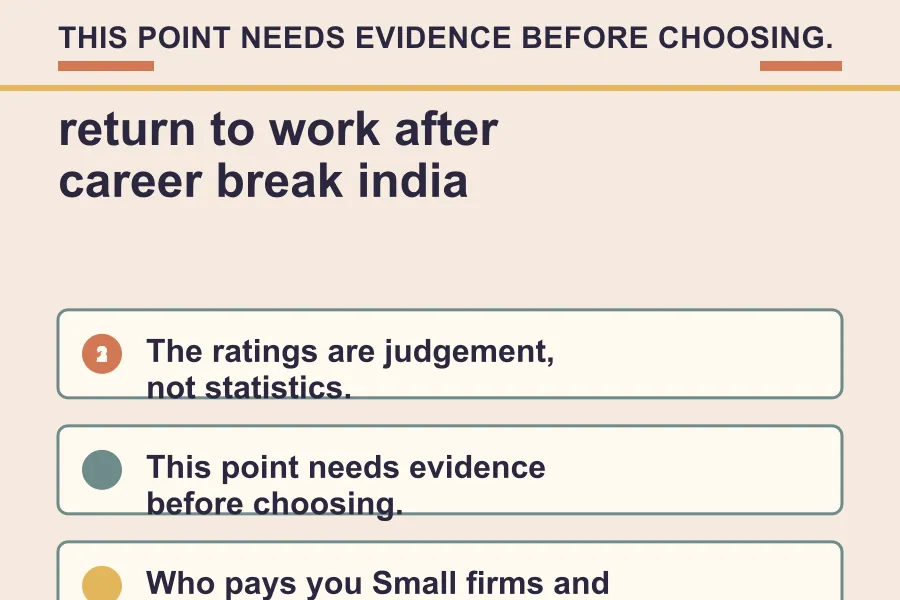 THIS POINT NEEDS EVIDENCE BEFORE CHOOSING.
return to work after
career break india
The ratings are judgement,
not statistics.
This point needs evidence
before choosing.
Who pays you Small firms and